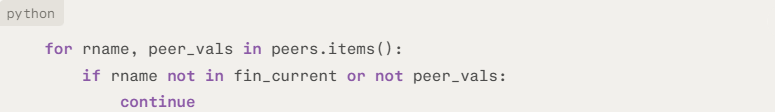 python
for rname, peer_vals in peers.items():
if rname not in fin_current or not peer_vals:
continue